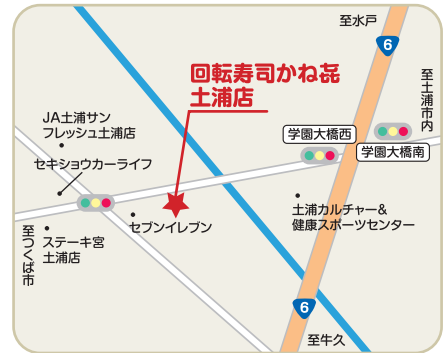 至水戸
6
回転寿司かね㐂
土浦店
至土浦市内
JA土浦サン
フレッシュ土浦店
学園大橋西
学園大橋南
セキショウカーライフ
土浦カルチャー&
健康スポーツセンター
セブンイレブン
至つくば市
ステーキ宮
土浦店
6
至牛久